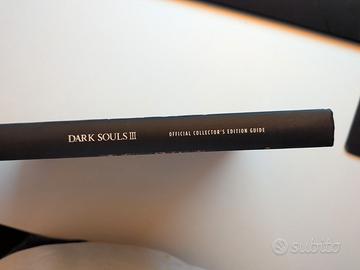 DARK SOULS III OFFICIAL COLLECTOR'S EDITION GUIDE
subito